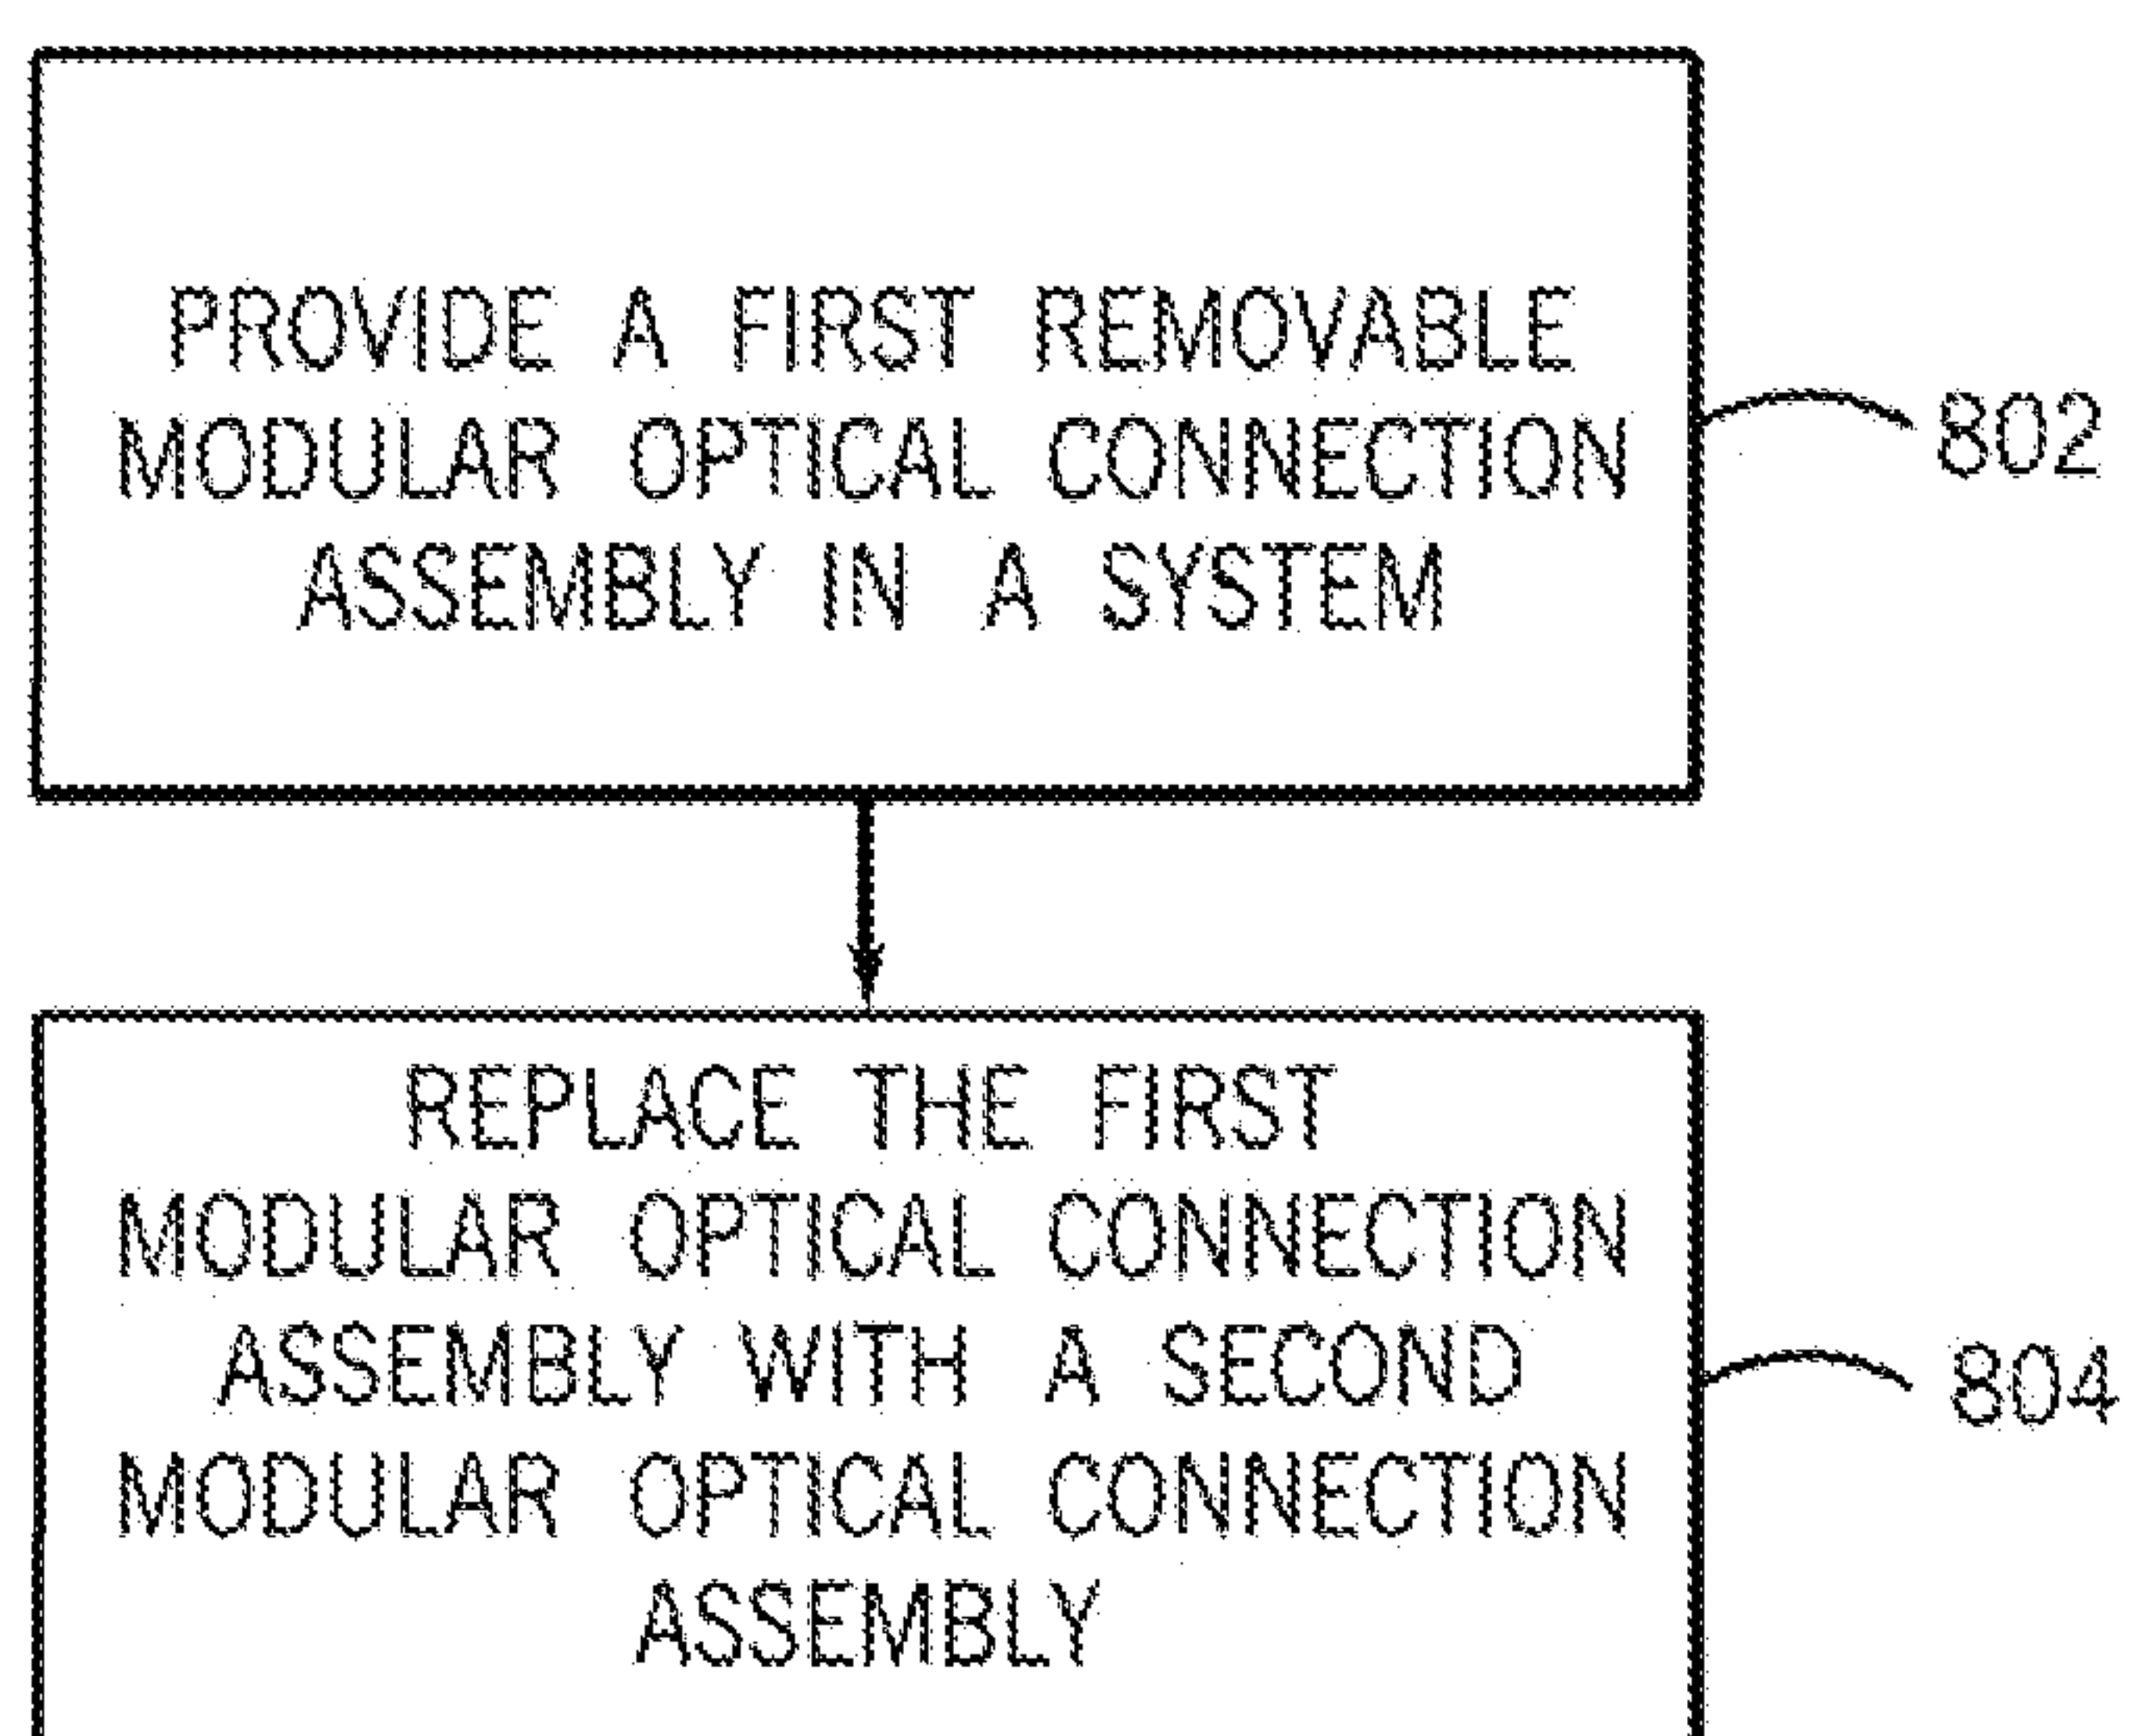 PROVIDE A FIRST REMOVABLE
MODULAR OPTICAL CONNECTION
ASSEMBLY IN A SYSTEM
802
REPLACE THE FIRST
MODULAR OPTICAL CONNECTION
ASSEMBLY WITH A SECOND
MODULAR OPTICAL CONNECTION
ASSEMBLY
804